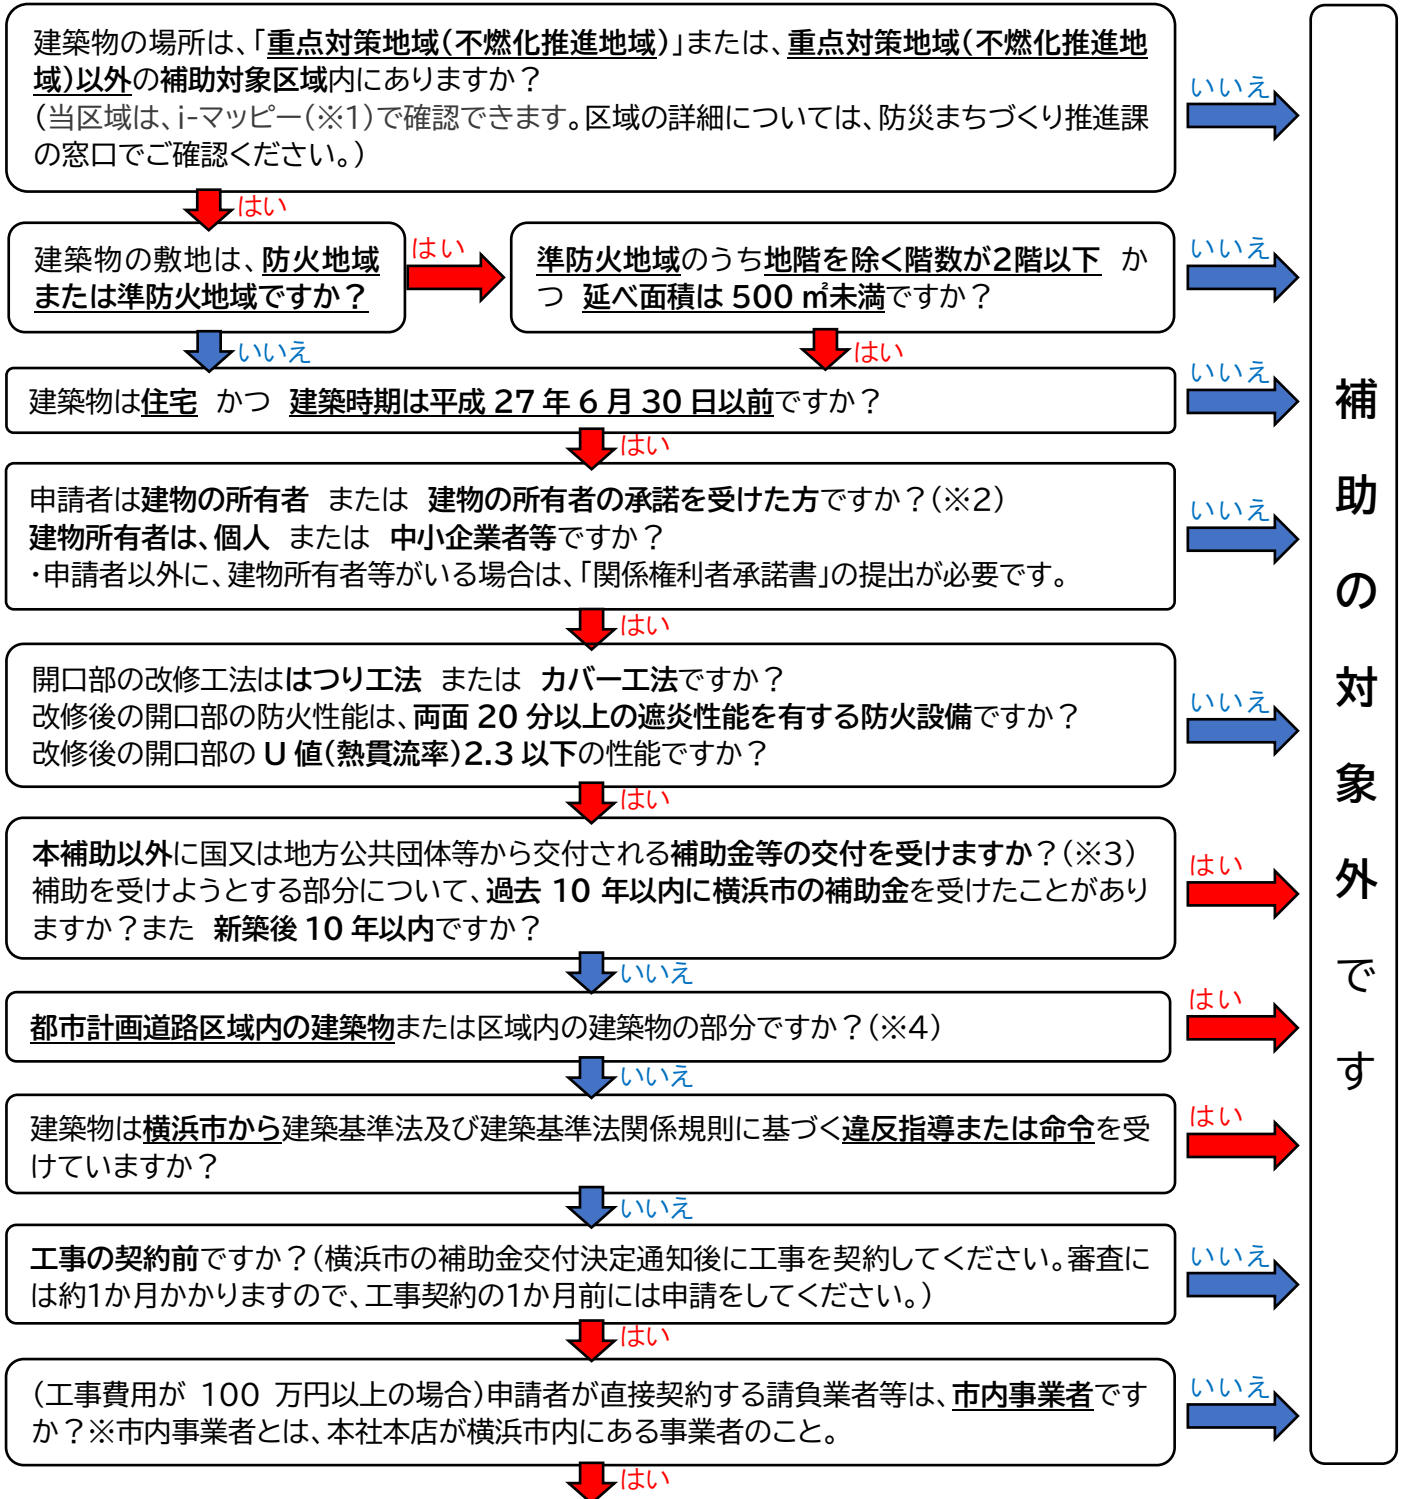 建築物の場所は、「重点対策地域（不燃化推進地域）」または、重点対策地域（不燃化推進地
域）以外の補助対象区域内にありますか？
（当区域は、i-マッピー（※1）で確認できます。区域の詳細については、防災まちづくり推進課
の窓口でご確認ください。）
いいえ
はい
建築物の敷地は、防火地域
または準防火地域ですか？
はい
準防火地域のうち地階を除く階数が2階以下　か
つ　延べ面積は 500 ㎡未満ですか？
いいえ
いいえ
はい
建築物は住宅　かつ　建築時期は平成 27 年 6 月 30 日以前ですか？
いいえ
はい
申請者は建物の所有者　または　建物の所有者の承諾を受けた方ですか？（※2）
建物所有者は、個人　または　中小企業者等ですか？
・申請者以外に、建物所有者等がいる場合は、「関係権利者承諾書」の提出が必要です。
いいえ
はい
開口部の改修工法ははつり工法　または　カバー工法ですか？
改修後の開口部の防火性能は、両面 20 分以上の遮炎性能を有する防火設備ですか？
改修後の開口部の U 値（熱貫流率）2.3 以下の性能ですか？
いいえ
はい
本補助以外に国又は地方公共団体等から交付される補助金等の交付を受けますか？（※3）
補助を受けようとする部分について、過去 10 年以内に横浜市の補助金を受けたことがあり
ますか？また　新築後 10 年以内ですか？
はい
いいえ
都市計画道路区域内の建築物または区域内の建築物の部分ですか？（※4）
はい
いいえ
建築物は横浜市から建築基準法及び建築基準法関係規則に基づく違反指導または命令を受
けていますか？
はい
いいえ
工事の契約前ですか？（横浜市の補助金交付決定通知後に工事を契約してください。審査に
は約1か月かかりますので、工事契約の1か月前には申請をしてください。）
いいえ
はい
（工事費用が 100 万円以上の場合）申請者が直接契約する請負業者等は、市内事業者です
か？※市内事業者とは、本社本店が横浜市内にある事業者のこと。
いいえ
はい
補助の対象外です